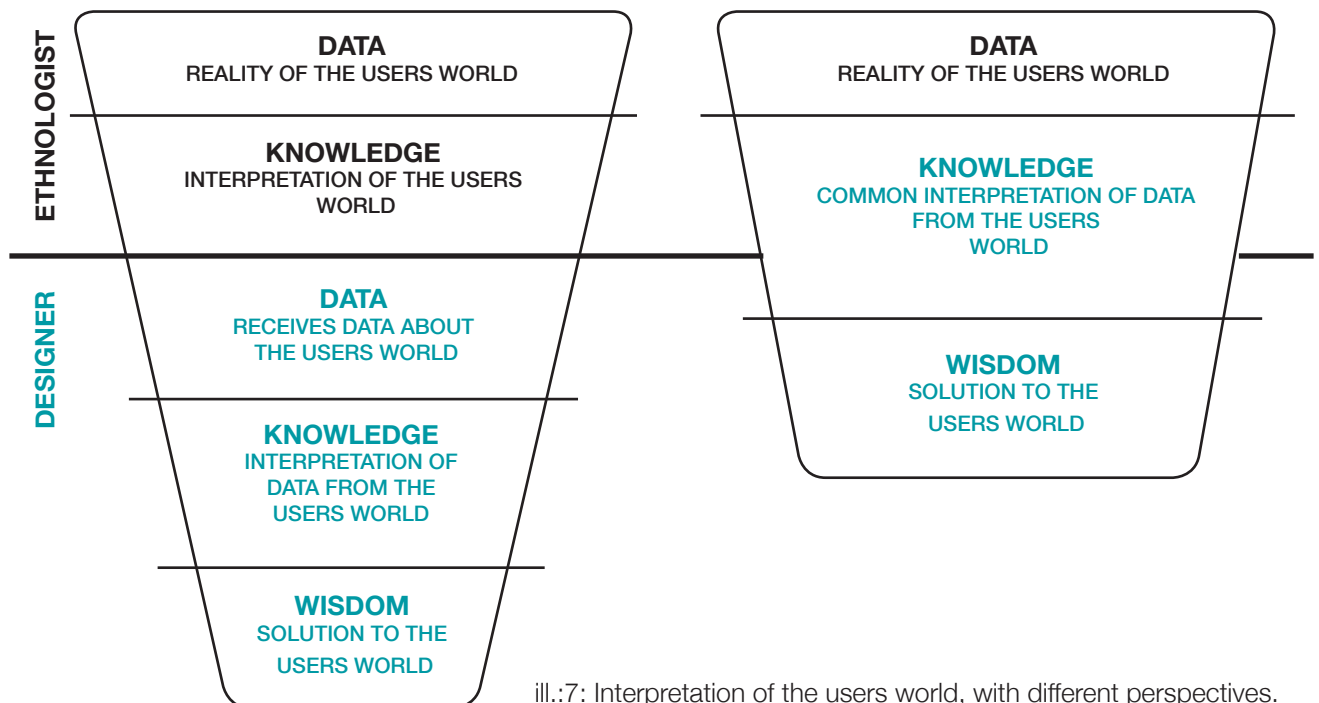 ETHNOLOGIST
DESIGNER
DATA
REALITY OF THE USERS WORLD
KNOWLEDGE
INTERPRETATION OF THE USERS
WORLD
DATA
RECEIVES DATA ABOUT
THE USERS WORLD
KNOWLEDGE
INTERPRETATION OF
DATA FROM THE
USERS WORLD
WISDOM
SOLUTION TO THE
USERS WORLD
DATA
REALITY OF THE USERS WORLD
KNOWLEDGE
COMMON INTERPRETATION OF DATA
FROM THE USERS
WORLD
WISDOM
SOLUTION TO THE
USERS WORLD
ill.:7: Interpretation of the users world, with different perspectives.